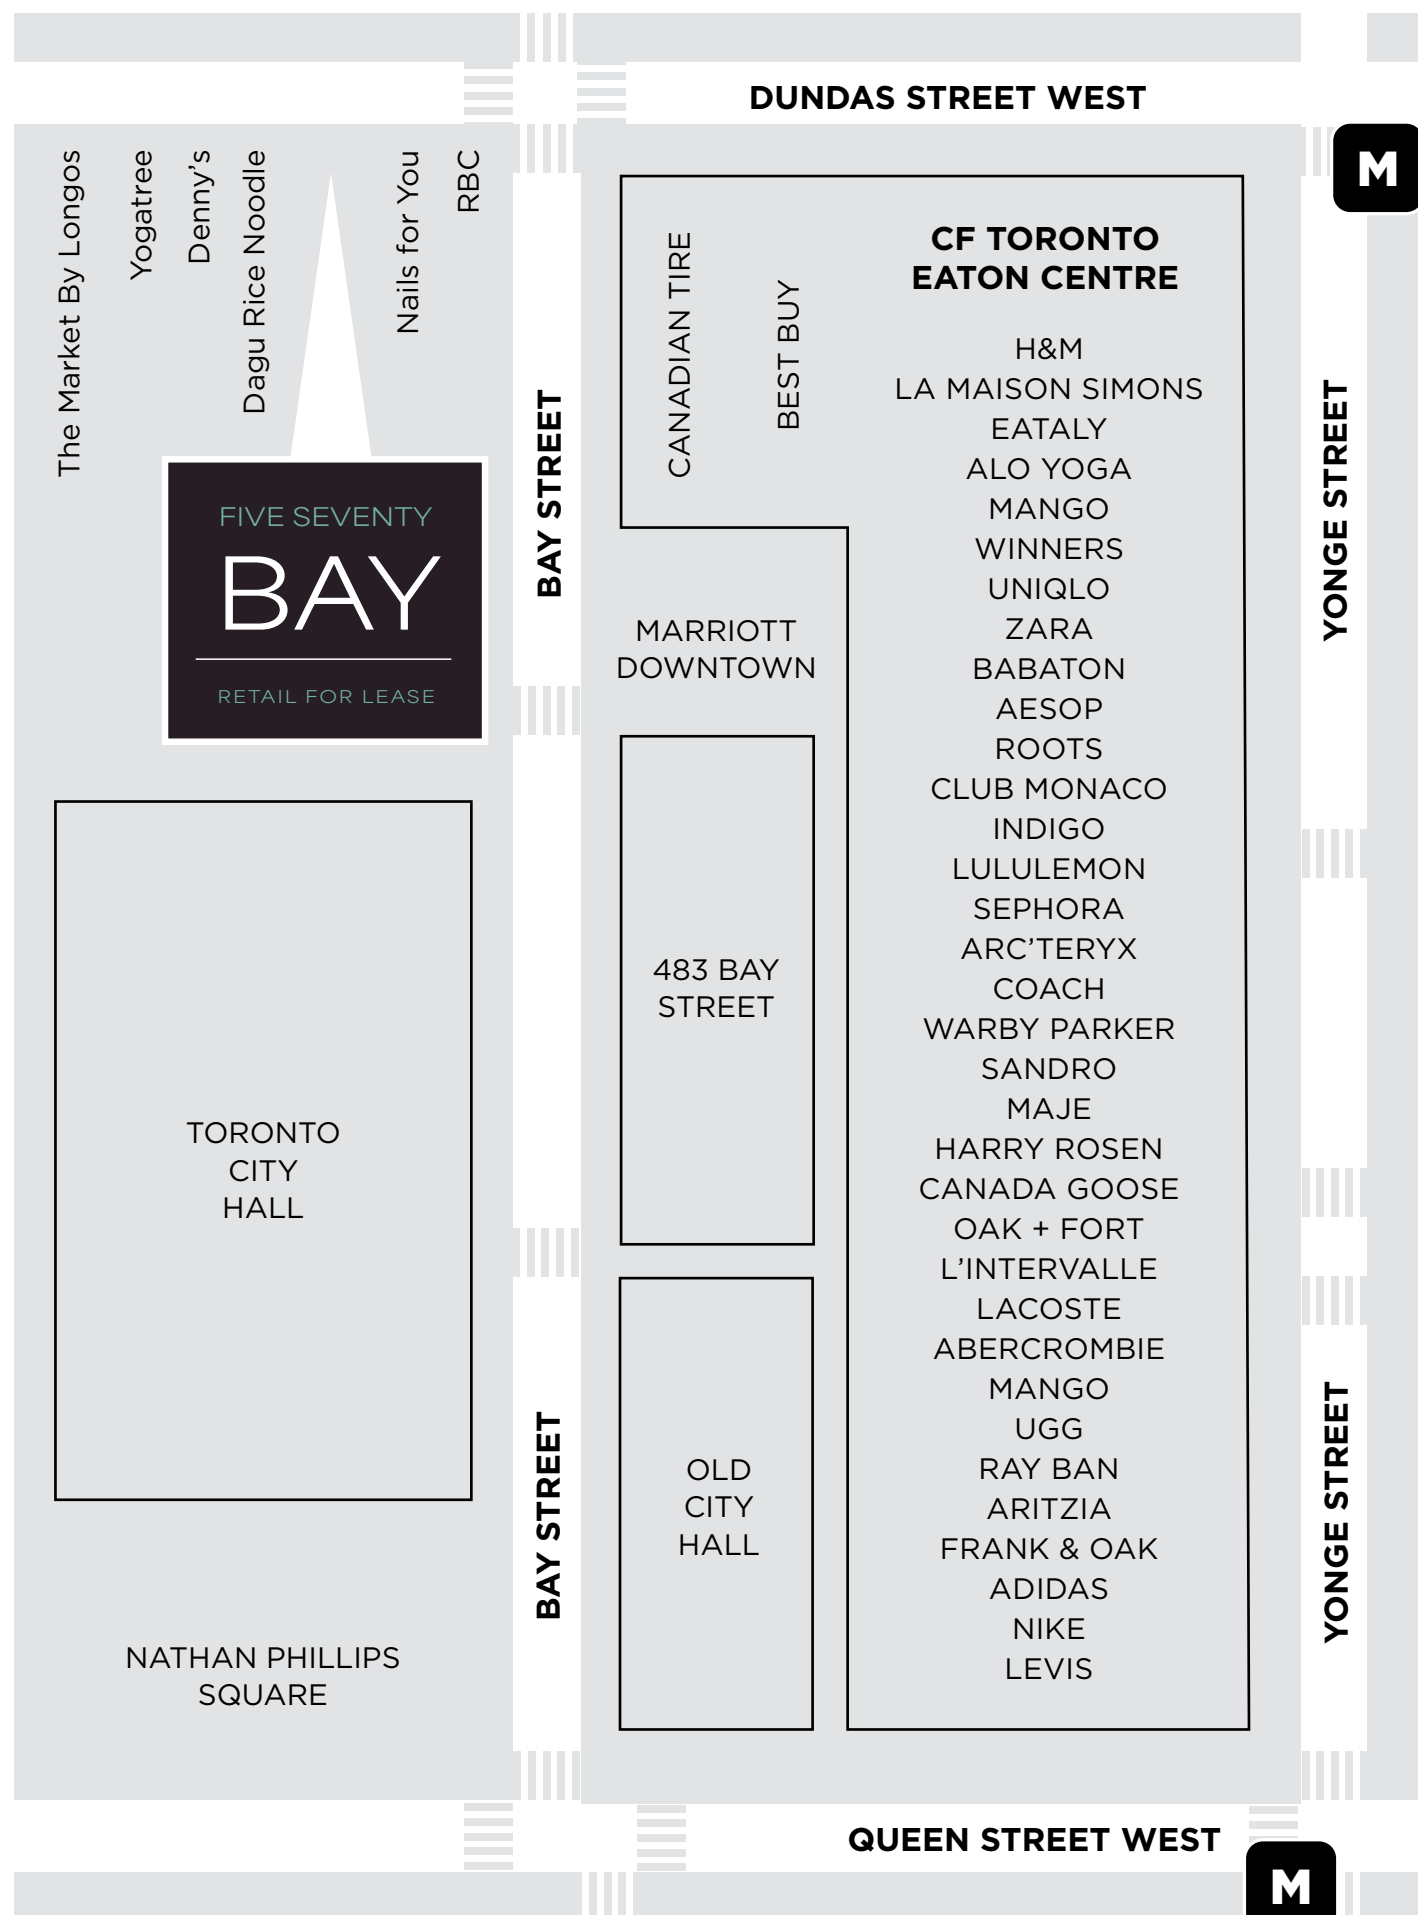 DUNDAS STREET WEST
M
The Market By Longos
Yogatree
Denny's
Dagu Rice Noodle
Nails for You
RBC
FIVE SEVENTY
BAY
RETAIL FOR LEASE
BAY STREET
CANADIAN TIRE
BEST BUY
CF TORONTO
EATON CENTRE
H&M
LA MAISON SIMONS
EATALY
ALO YOGA
MANGO
WINNERS
UNIQLO
ZARA
BABATON
AESOP
ROOTS
CLUB MONACO
INDIGO
LULULEMON
SEPHORA
ARC'TERYX
COACH
WARBY PARKER
SANDRO
MAJE
HARRY ROSEN
CANADA GOOSE
OAK + FORT
L'INTERVALLE
LACOSTE
ABERCROMBIE
MANGO
UGG
RAY BAN
ARITZIA
FRANK & OAK
ADIDAS
NIKE
LEVIS
YONGE STREET
MARRIOTT
DOWNTOWN
483 BAY
STREET
TORONTO
CITY
HALL
OLD
CITY
HALL
BAY STREET
YONGE STREET
NATHAN PHILLIPS
SQUARE
QUEEN STREET WEST
M